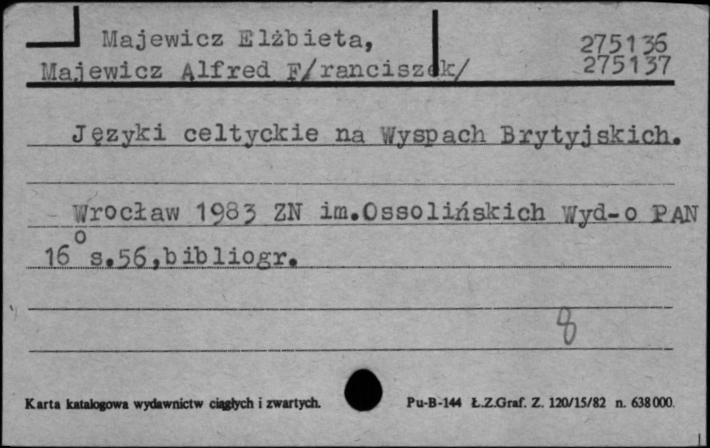 Majewicz Elżbieta, 275136
Majewicz Alfred F/ranciszek/ 275137
Języki celtyckie na Wyspach Brytyjskich.
Wrocław 1983 ZN im.Ossolińskich Wyd-o PAN
16° s.56,bibliogr.
8
Karta katalogowa wydawnictw ciągłych i zwartych. Pu-B-144 Ł.Z.Graf. Z. 120/15/82 n. 638000.